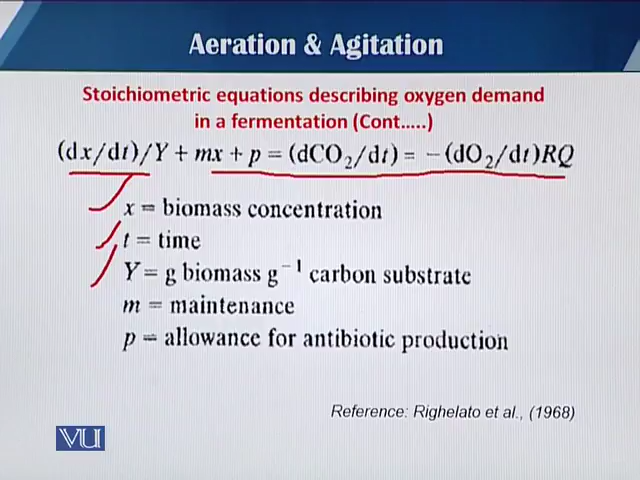 Aeration & Agitation
Stoichiometric equations describing oxygen demand
in a fermentation (Cont.....)
(dx/dt)/Y + mx + p = (dCO₂/dt) = −(dO₂/dt)RQ
x = biomass concentration
t = time
Y = g biomass g⁻¹ carbon substrate
m = maintenance
p = allowance for antibiotic production
Reference: Righelato et al., (1968)
VU